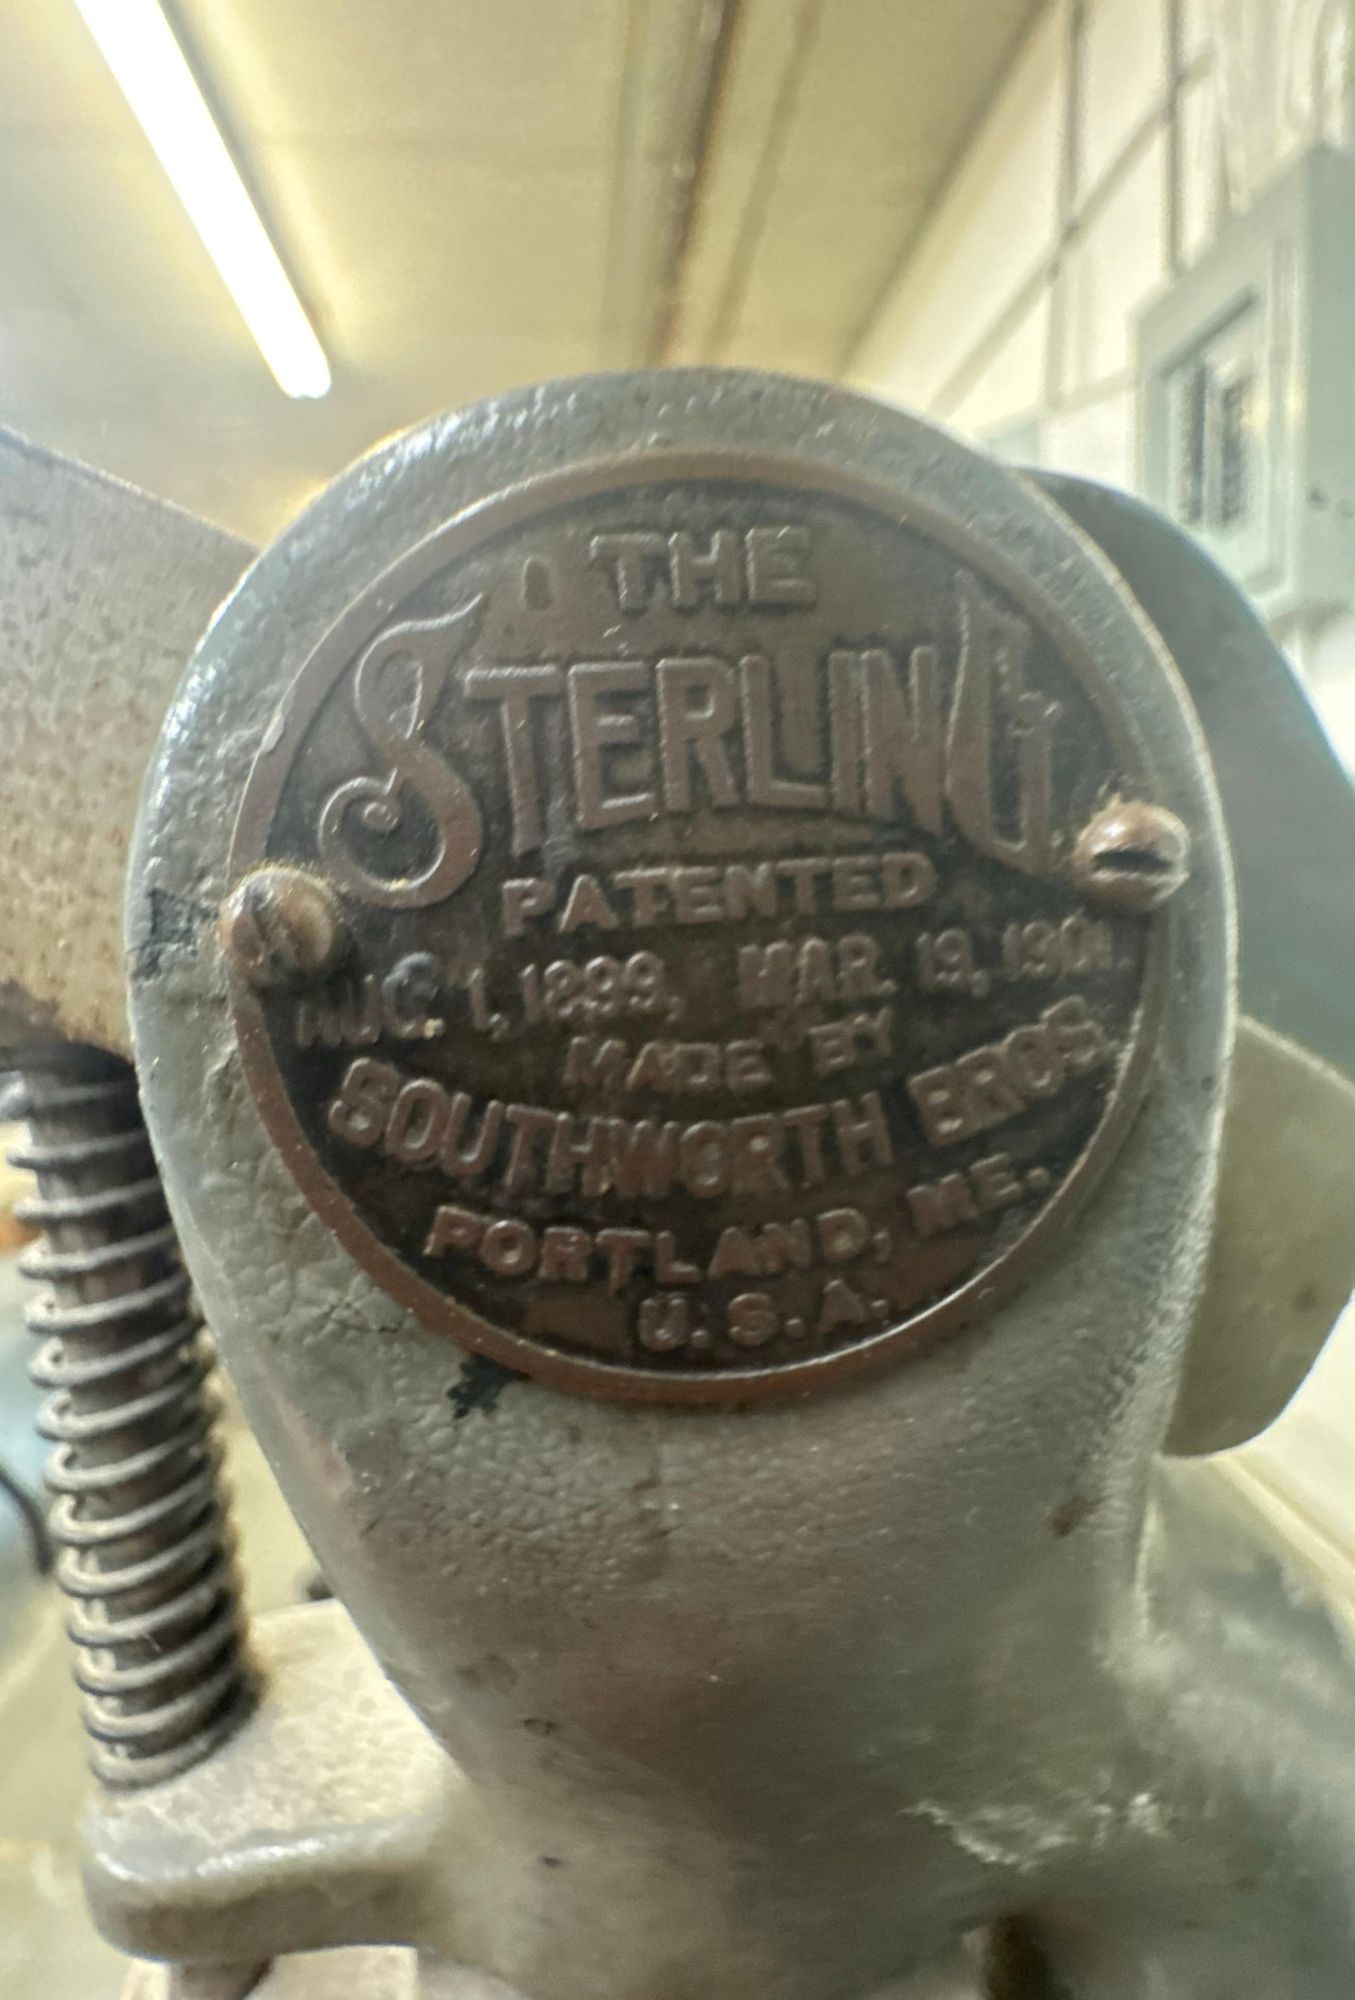 THE
STERLING
PATENTED
AUG. 1, 1899, MAR. 19, 1901.
MADE BY
SOUTHWORTH BROS.
PORTLAND, ME.
U.S.A.